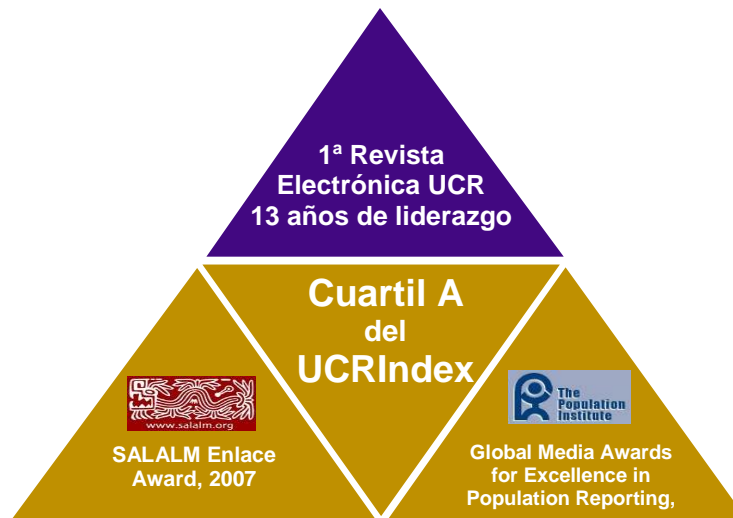 1ª Revista
Electrónica UCR
13 años de liderazgo
Cuartil A
del
UCRIndex
www.salalm.org
SALALM Enlace
Award, 2007
The
Population
Institute
Global Media Awards
for Excellence in
Population Reporting,